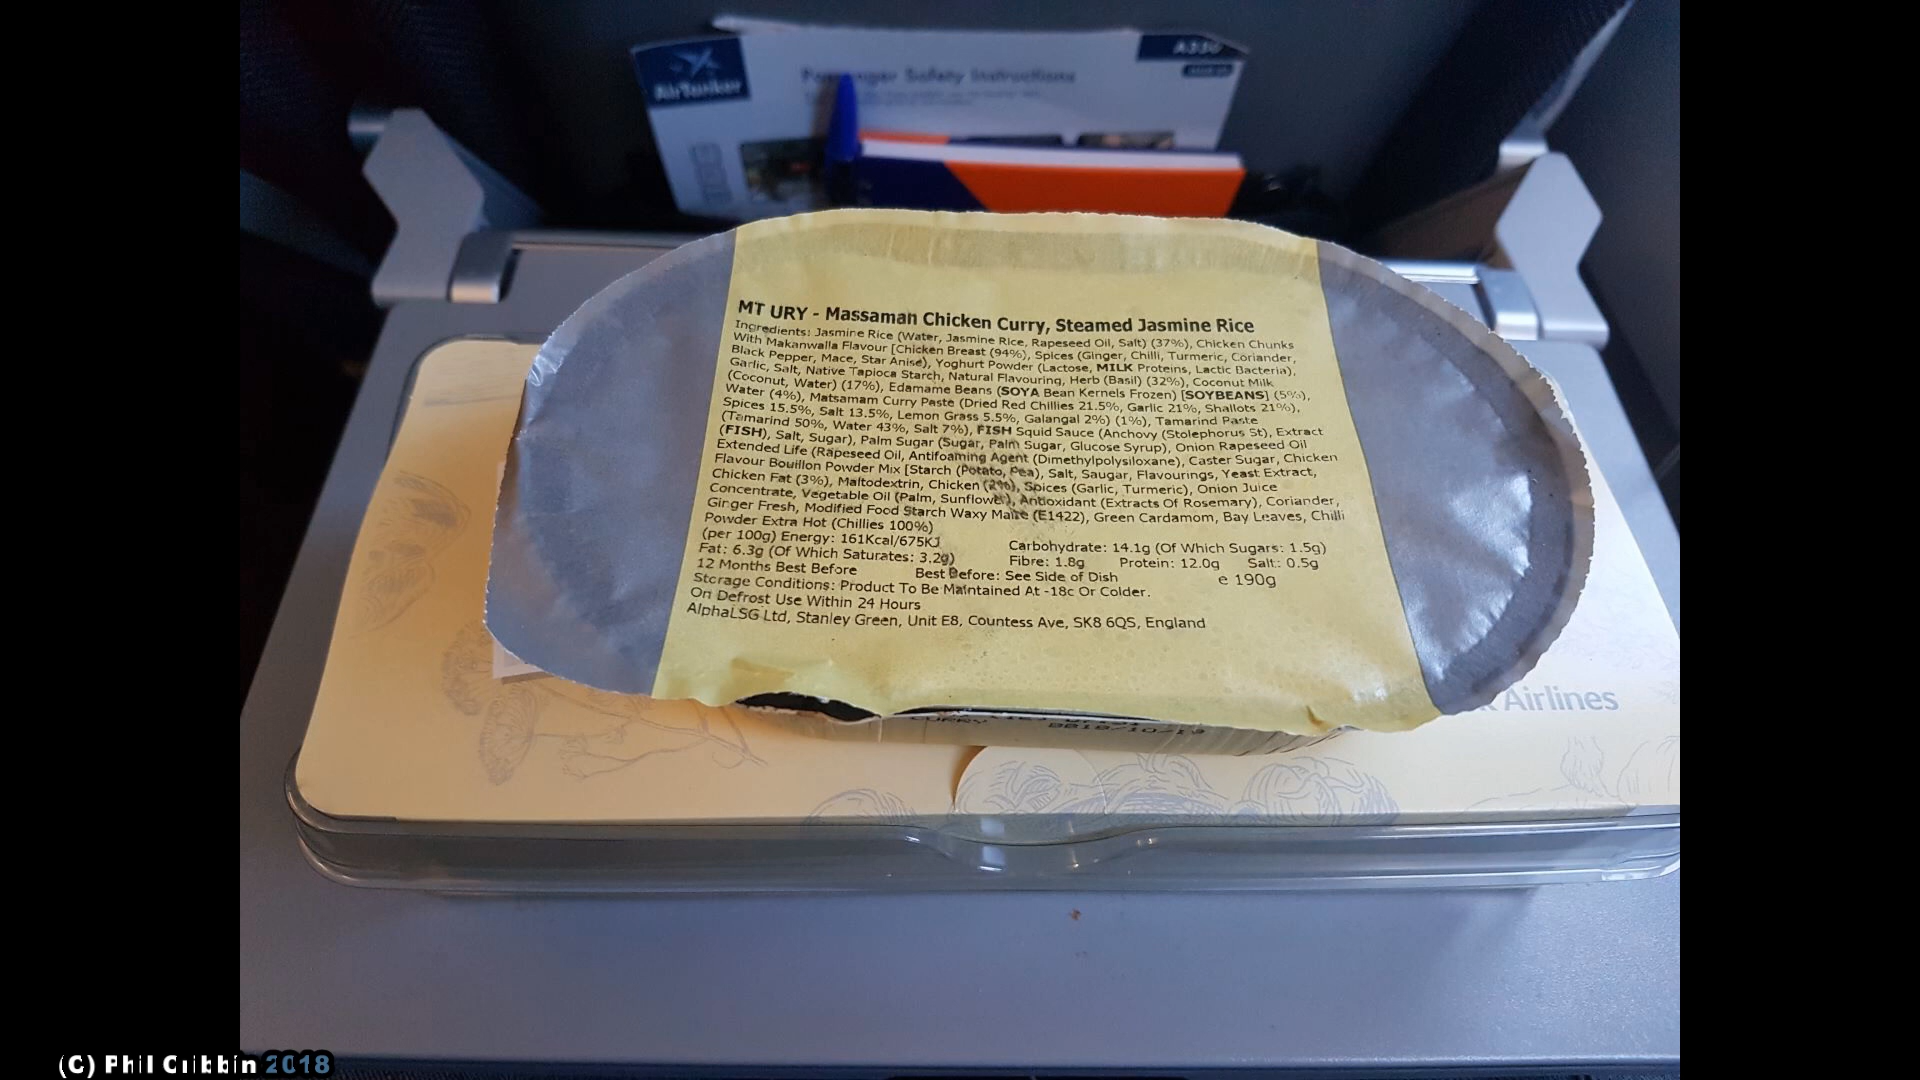 AirTanker
Passenger Safety Instructions
A330
MT URY - Massaman Chicken Curry, Steamed Jasmine Rice
Ingredients: Jasmine Rice (Water, Jasmine Rice, Rapeseed Oil, Salt) (37%), Chicken Chunks
With Makanwalla Flavour [Chicken Breast (94%), Spices (Ginger, Chilli, Turmeric, Coriander,
Black Pepper, Mace, Star Anise), Yoghurt Powder (Lactose, MILK Proteins, Lactic Bacteria),
Garlic, Salt, Native Tapioca Starch, Natural Flavouring, Herb (Basil) (32%), Coconut Milk
(Coconut, Water) (17%), Edamame Beans (SOYA Bean Kernels Frozen) [SOYBEANS] (5%),
Water (4%), Matsamam Curry Paste (Dried Red Chillies 21.5%, Garlic 21%, Shallots 21%),
Spices 15.5%, Salt 13.5%, Lemon Grass 5.5%, Galangal 2%) (1%), Tamarind Paste
(Tamarind 50%, Water 43%, Salt 7%), FISH Squid Sauce (Anchovy (Stolephorus St), Extract
(FISH), Salt, Sugar), Palm Sugar (Sugar, Palm Sugar, Glucose Syrup), Onion Rapeseed Oil
Extended Life (Rapeseed Oil, Antifoaming Agent (Dimethylpolysiloxane), Caster Sugar, Chicken
Flavour Bouillon Powder Mix [Starch (Potato, Pea), Salt, Saugar, Flavourings, Yeast Extract,
Chicken Fat (3%), Maltodextrin, Chicken (2%), Spices (Garlic, Turmeric), Onion Juice
Concentrate, Vegetable Oil (Palm, Sunflower), Antioxidant (Extracts Of Rosemary), Coriander,
Ginger Fresh, Modified Food Starch Waxy Maize (E1422), Green Cardamom, Bay Leaves, Chilli
Powder Extra Hot (Chillies 100%)
(per 100g) Energy: 161Kcal/675KJ Carbohydrate: 14.1g (Of Which Sugars: 1.5g)
Fat: 6.3g (Of Which Saturates: 3.2g) Fibre: 1.8g Protein: 12.0g Salt: 0.5g
12 Months Best Before Best Before: See Side of Dish e 190g
Storage Conditions: Product To Be Maintained At -18c Or Colder.
On Defrost Use Within 24 Hours
AlphaLSG Ltd, Stanley Green, Unit E8, Countess Ave, SK8 6QS, England
Airlines
CURRY
(C) Phil Cribbin 2018